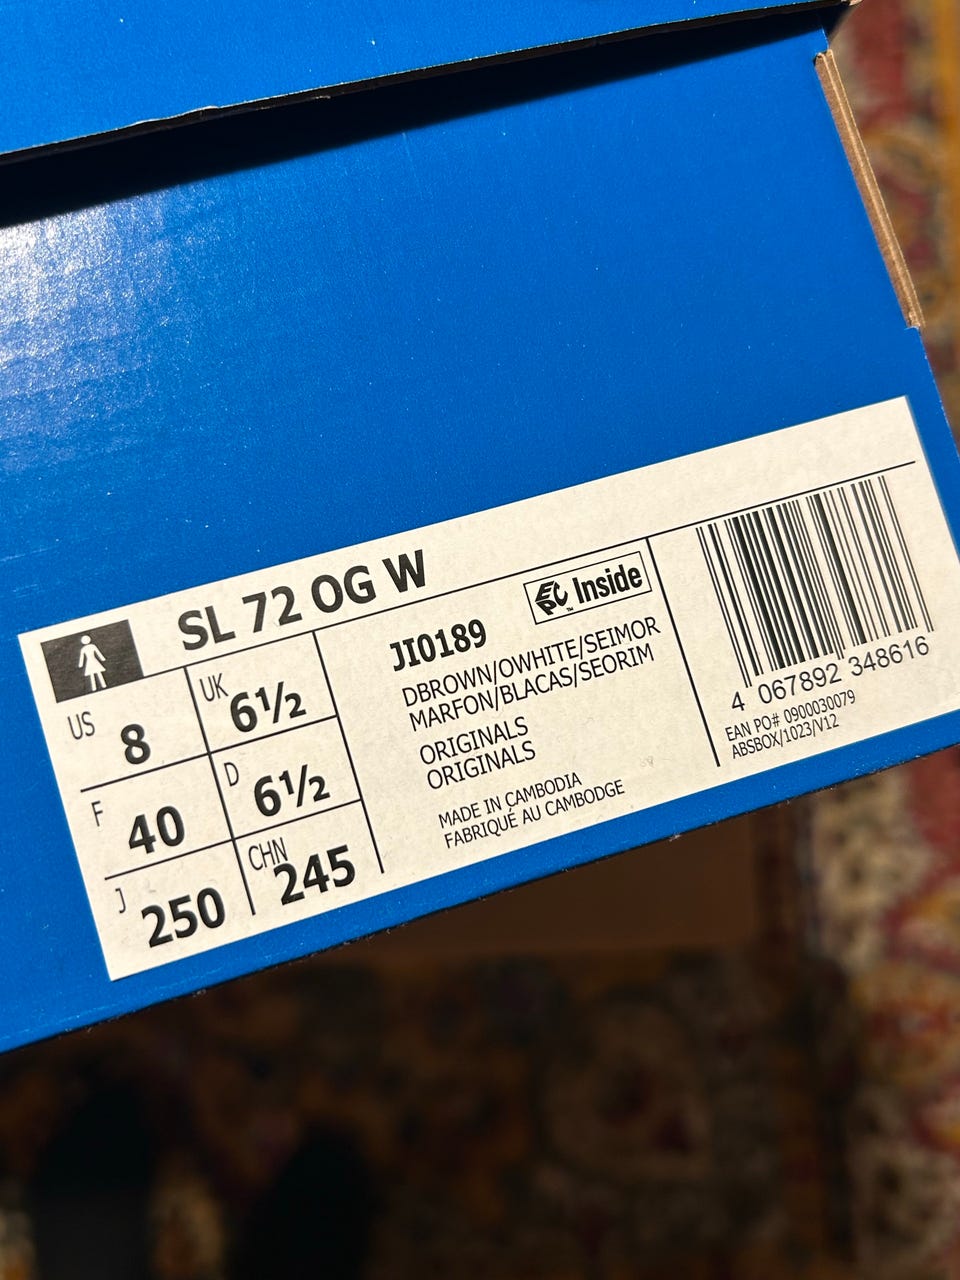 SL 72 OG W
US 8
UK 6½
F 40
D 6½
J 250
CHN 245
EPC Inside
™
JI0189
DBROWN/OWHITE/SEIMOR
MARFON/BLACAS/SEORIM
ORIGINALS
ORIGINALS
MADE IN CAMBODIA
FABRIQUÉ AU CAMBODGE
4 067892 348616
EAN PO# 0900030079
ABSBOX/1023/V12